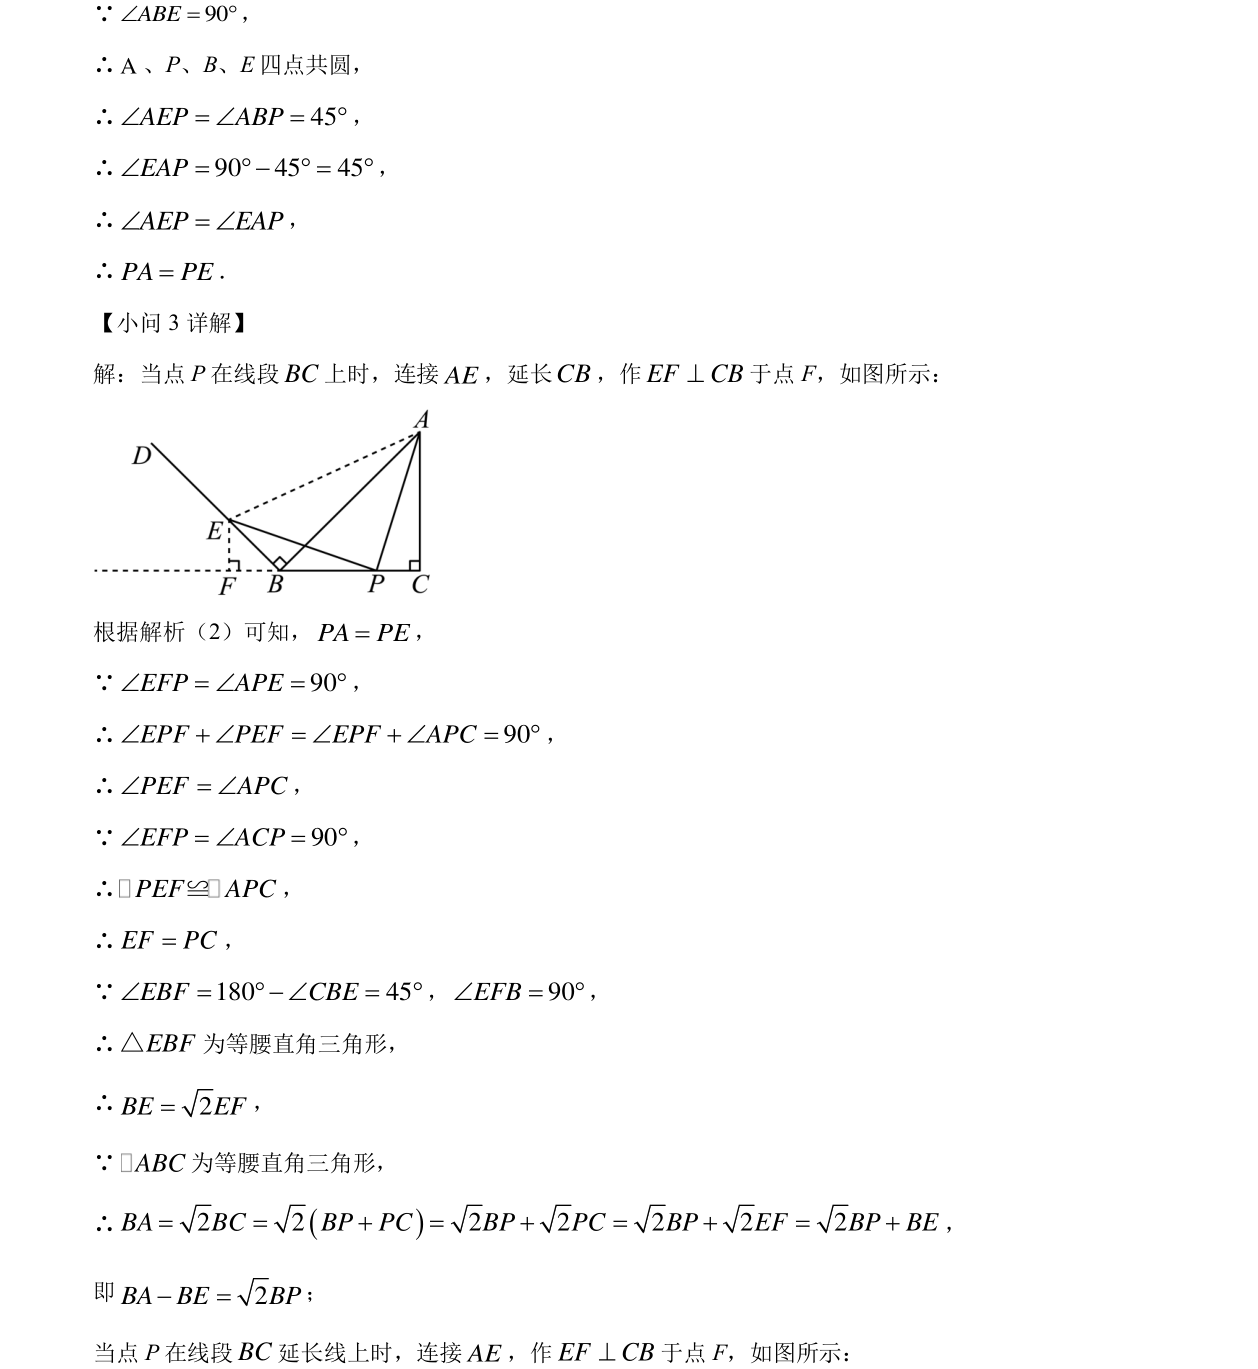 ∵ ∠ABE = 90°，
∴ A 、P、B、E 四点共圆，
∴ ∠AEP = ∠ABP = 45°，
∴ ∠EAP = 90° − 45° = 45°，
∴ ∠AEP = ∠EAP，
∴ PA = PE．
【小问 3 详解】
解：当点 P 在线段 BC 上时，连接 AE，延长 CB，作 EF ⊥ CB 于点 F，如图所示：
A
D
E
F B P C
根据解析（2）可知， PA = PE，
∵ ∠EFP = ∠APE = 90°，
∴ ∠EPF + ∠PEF = ∠EPF + ∠APC = 90°，
∴ ∠PEF = ∠APC，
∵ ∠EFP = ∠ACP = 90°，
∴ □PEF≌□APC，
∴ EF = PC，
∵ ∠EBF = 180° − ∠CBE = 45°，∠EFB = 90°，
∴ △EBF 为等腰直角三角形，
∴ BE = √2EF，
∵ □ABC 为等腰直角三角形，
∴ BA = √2BC = √2(BP + PC) = √2BP + √2PC = √2BP + √2EF = √2BP + BE，
即 BA − BE = √2BP；
当点 P 在线段 BC 延长线上时，连接 AE，作 EF ⊥ CB 于点 F，如图所示：